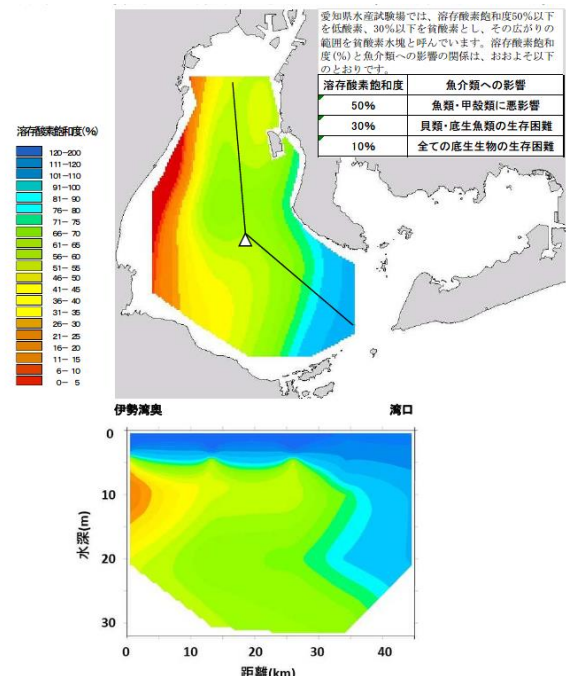 愛知県水産試験場では、溶存酸素飽和度50%以下
を低酸素、30%以下を貧酸素とし、その広がりの
範囲を貧酸素水塊と呼んでいます。溶存酸素飽和
度(%)と魚介類への影響の関係は、おおよそ以下
のとおりです。
溶存酸素飽和度 魚介類への影響
50% 魚類・甲殻類に悪影響
30% 貝類・底生魚類の生存困難
10% 全ての底生生物の生存困難
溶存酸素飽和度(%)
120-200
111-120
101-110
91-100
81-90
76-80
71-75
66-70
61-65
56-60
51-55
46-50
41-45
36-40
31-35
26-30
21-25
16-20
11-15
6-10
0-5
伊勢湾奥 湾口
0
10
20
30
水深(m)
0 10 20 30 40
距離(km)